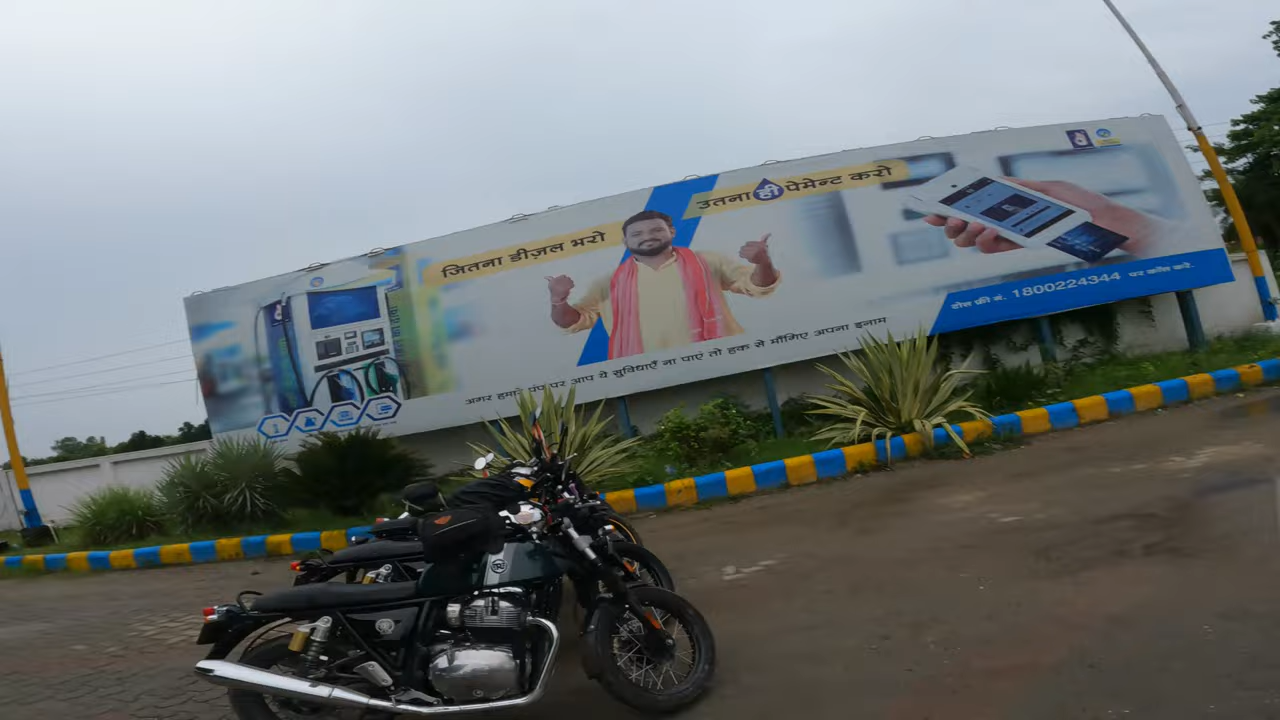 जितना डीज़ल भरो
उतना ही पेमेन्ट करो
अगर हमारे पंप पर आप ये सुविधाएँ ना पाएं तो हक से माँगिए अपना इनाम
टोल फ्री नं. 1800224344 पर कॉल करें.